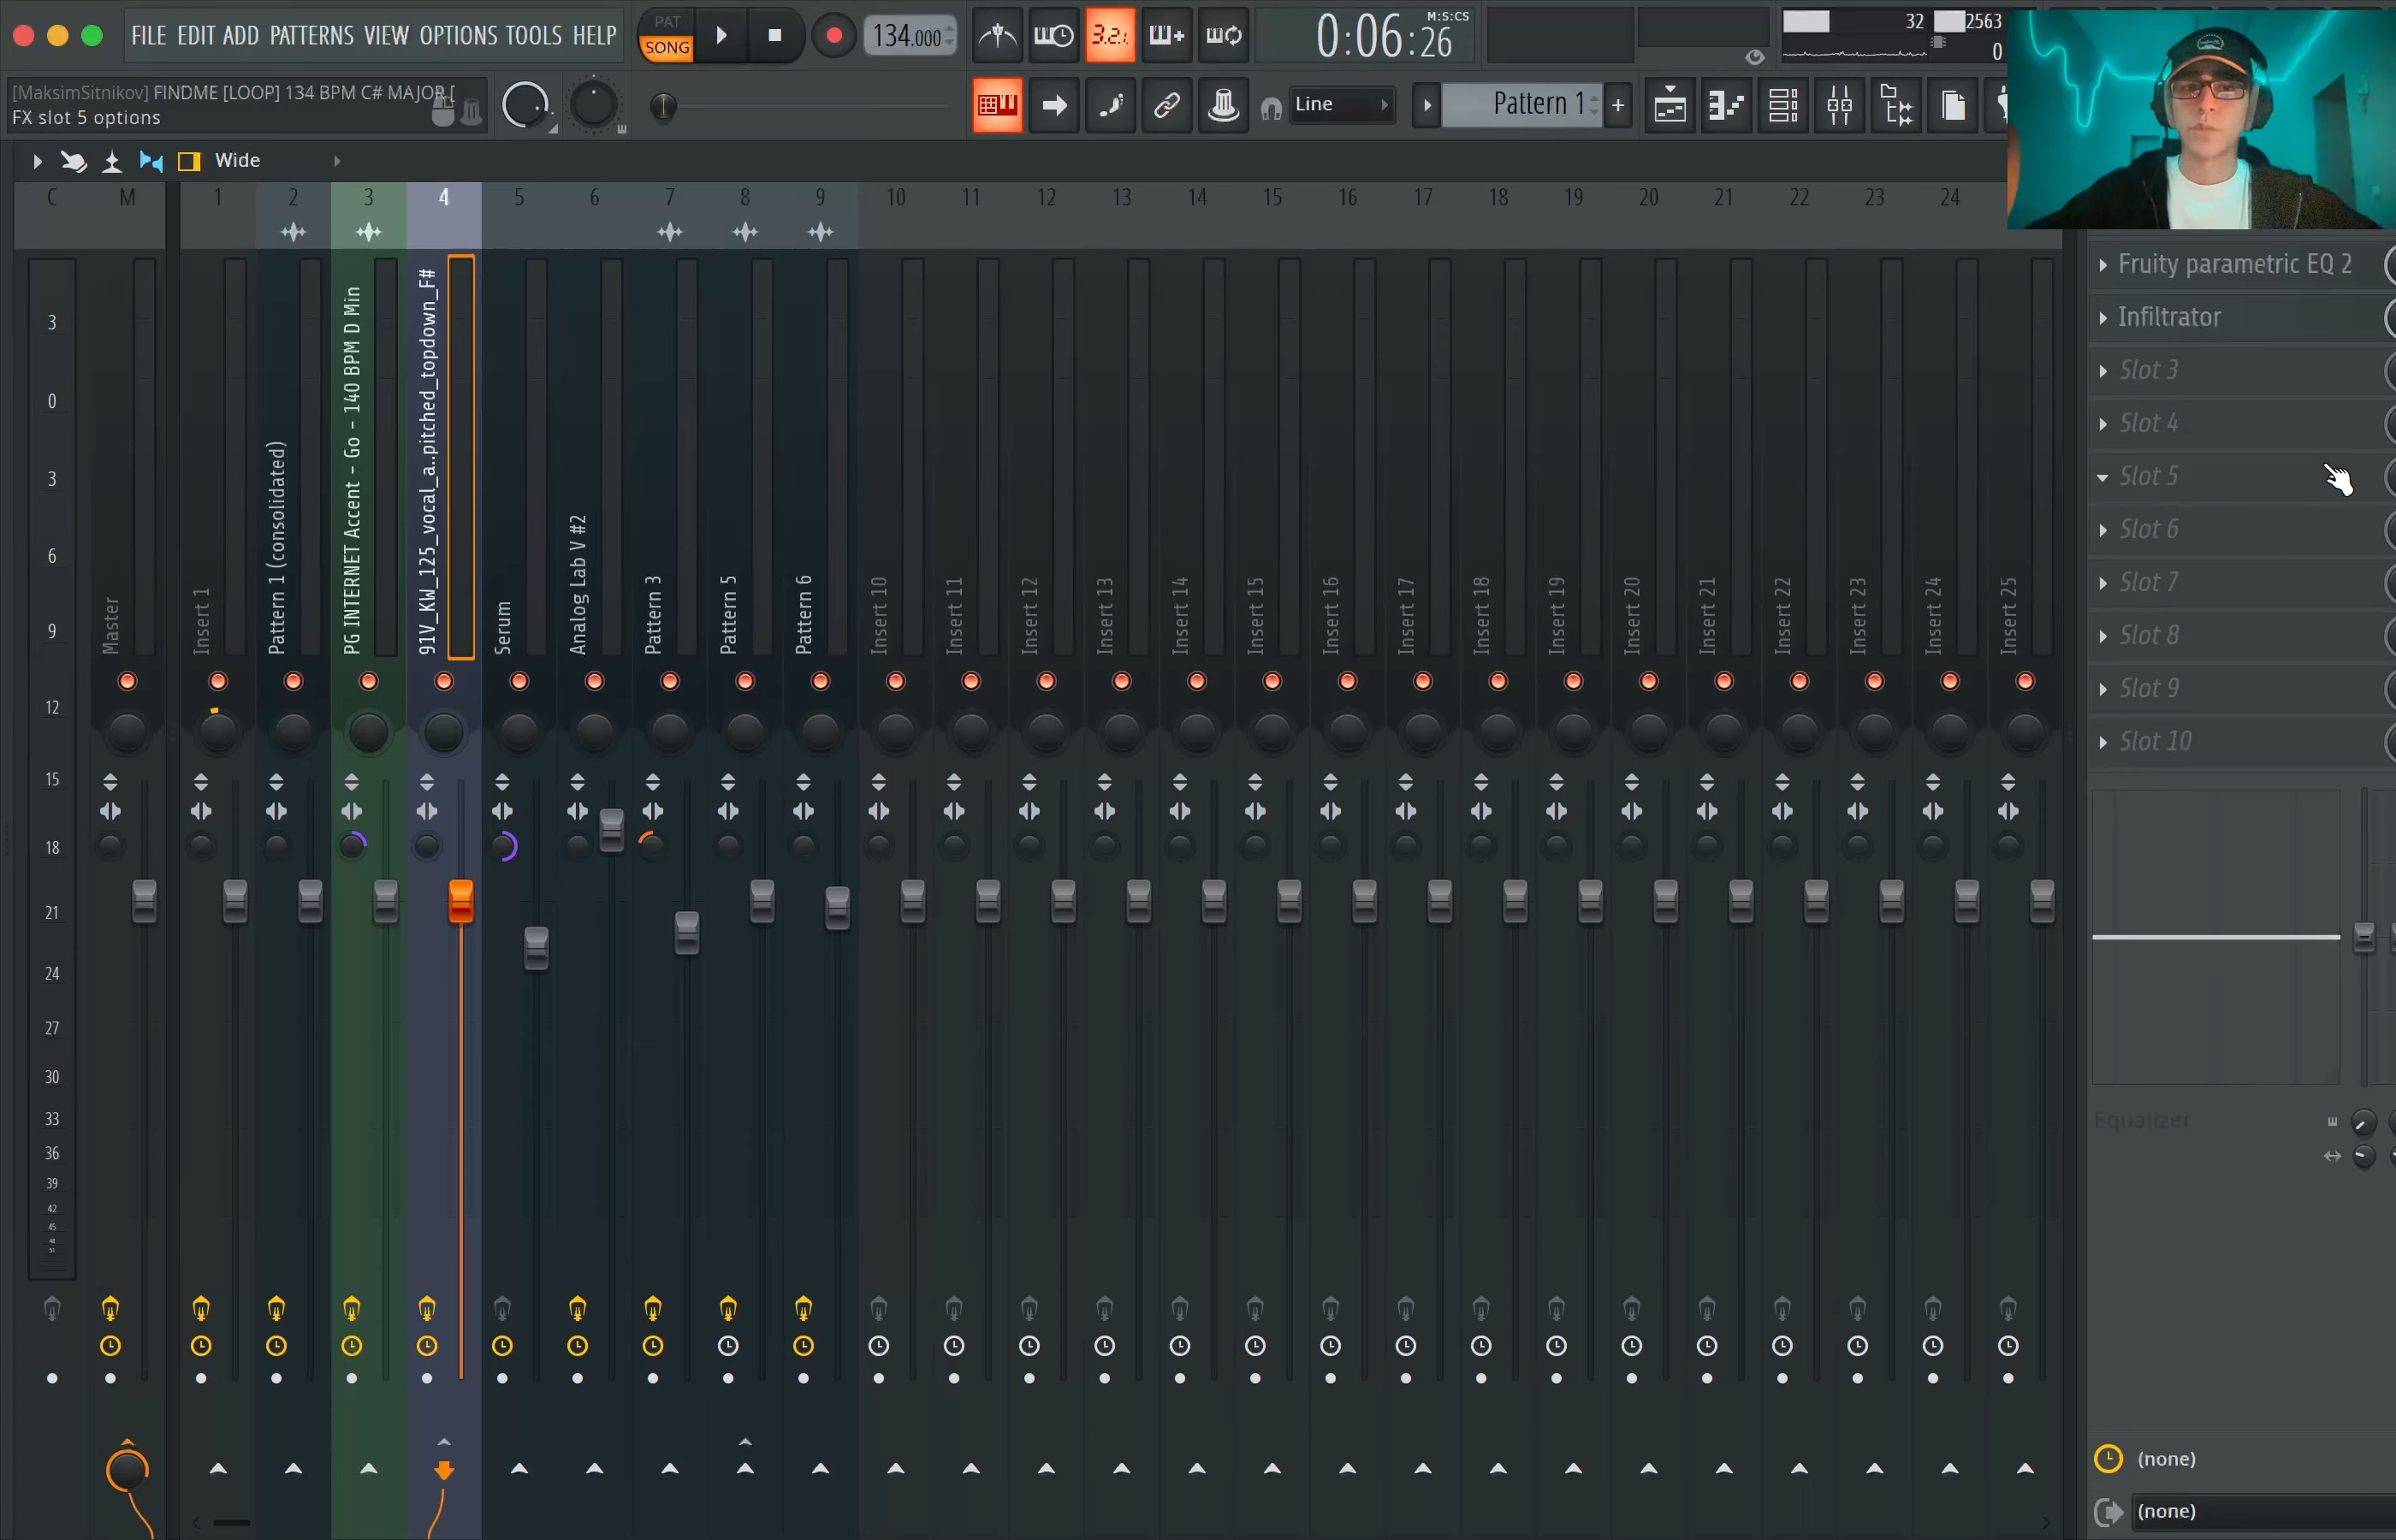 FILE EDIT ADD PATTERNS VIEW OPTIONS TOOLS HELP
PAT
SONG
134.000
3.2.
M:S:CS
0:06:26
32
2563
0
[MaksimSitnikov] FINDME [LOOP] 134 BPM C# MAJOR [
FX slot 5 options
Line
Pattern 1
+
Wide
C M 1 2 3 4 5 6 7 8 9 10 11 12 13 14 15 16 17 18 19 20 21 22 23 24
3
0
3
6
9
12
15
18
21
24
27
30
33
36
39
42
45
48
51
Master
Insert 1
Pattern 1 (consolidated)
PG INTERNET Accent - Go - 140 BPM D Min
91V_KW_125_vocal_a..pitched_topdown_F#
Serum
Analog Lab V #2
Pattern 3
Pattern 5
Pattern 6
Insert 10
Insert 11
Insert 12
Insert 13
Insert 14
Insert 15
Insert 16
Insert 17
Insert 18
Insert 19
Insert 20
Insert 21
Insert 22
Insert 23
Insert 24
Insert 25
Fruity parametric EQ 2
Infiltrator
Slot 3
Slot 4
Slot 5
Slot 6
Slot 7
Slot 8
Slot 9
Slot 10
Equalizer
(none)
(none)